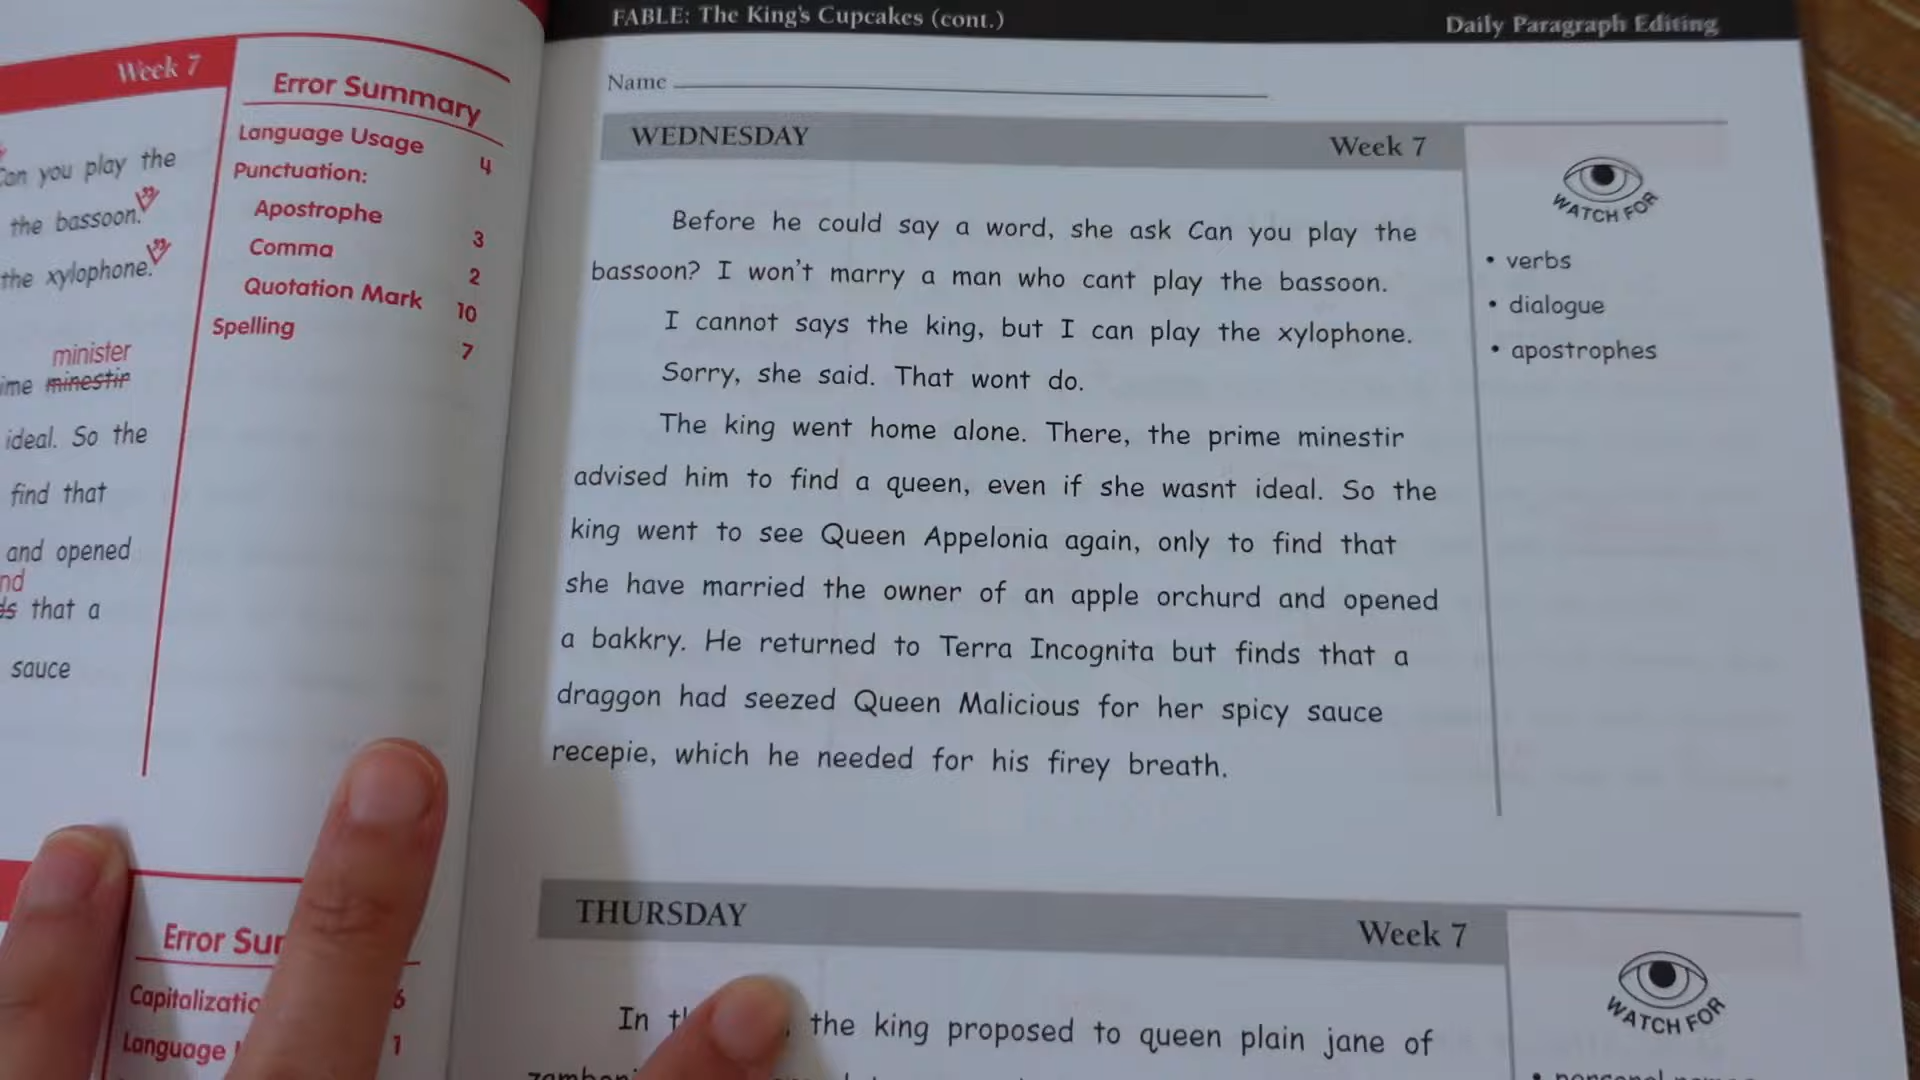 Week 7
Error Summary
Can you play the
the bassoon."
the xylophone."
minister
minestir
ideal. So the
find that
and opened
that a
sauce
Language Usage 4
Punctuation:
Apostrophe 3
Comma 2
Quotation Mark 10
Spelling 7
Error
6
Language
1
FABLE: The King's Cupcakes (cont.)
Daily Paragraph Editing
Name
WEDNESDAY Week 7
Before he could say a word, she ask Can you play the
bassoon? I won't marry a man who cant play the bassoon.
I cannot says the king, but I can play the xylophone.
Sorry, she said. That wont do.
The king went home alone. There, the prime minestir
advised him to find a queen, even if she wasnt ideal. So the
king went to see Queen Appelonia again, only to find that
she have married the owner of an apple orchurd and opened
a bakkry. He returned to Terra Incognita but finds that a
draggon had seezed Queen Malicious for her spicy sauce
recepie, which he needed for his firey breath.
WATCH FOR
• verbs
• dialogue
• apostrophes
THURSDAY Week 7
In the king proposed to queen plain jane of
WATCH FOR